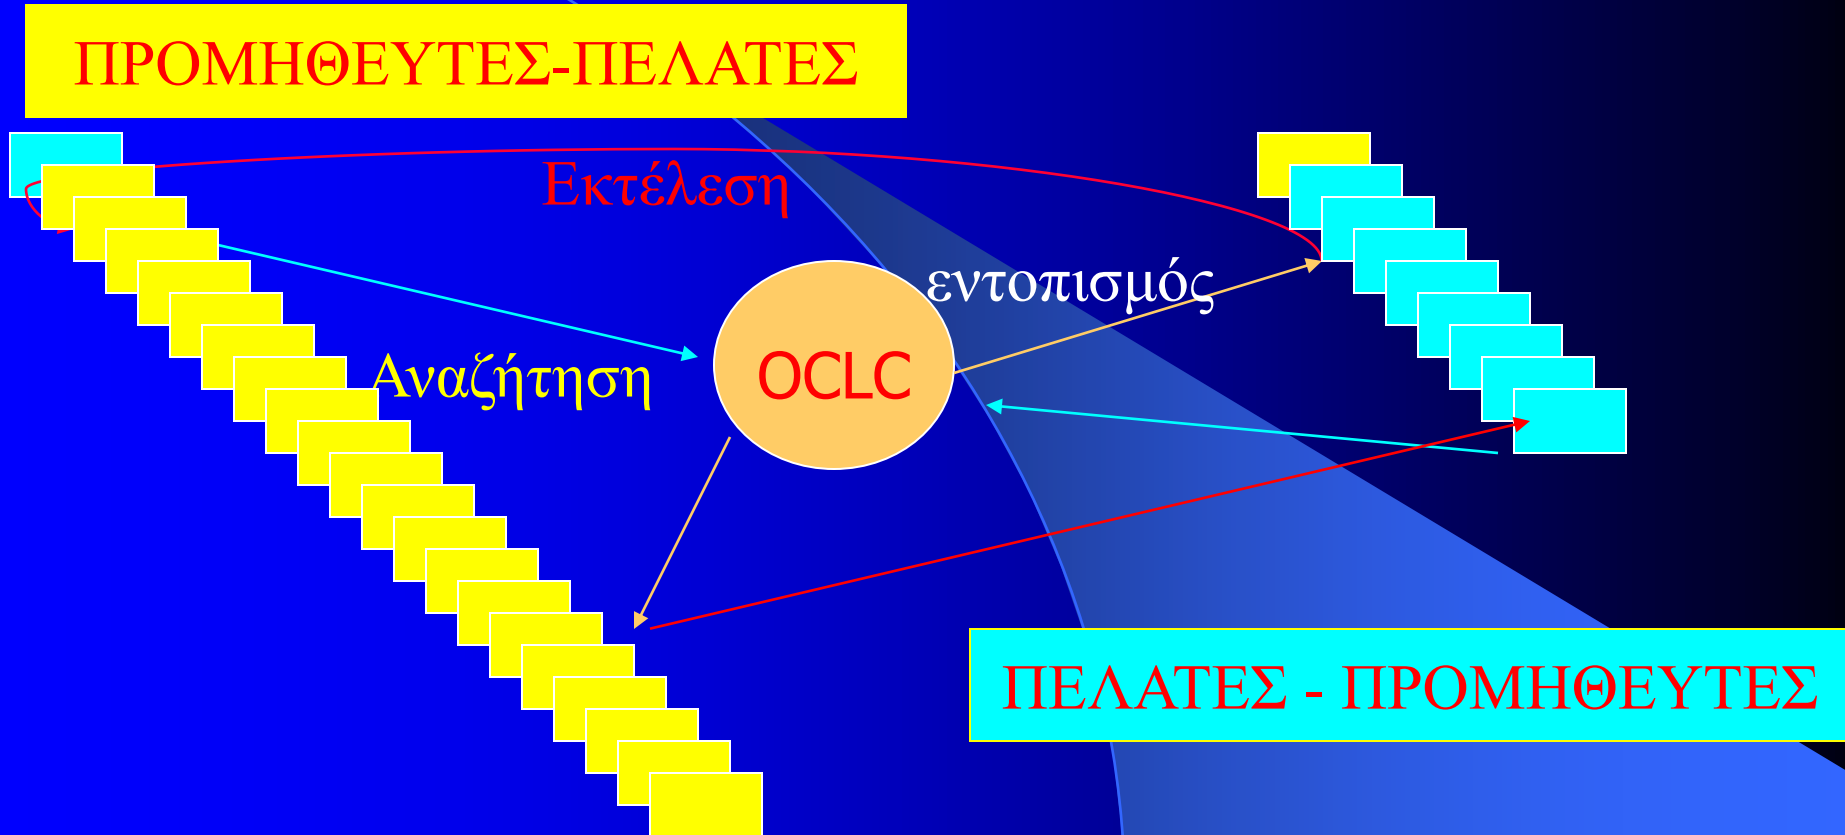 ΠΡΟΜΗΘΕΥΤΕΣ-ΠΕΛΑΤΕΣ
Εκτέλεση
εντοπισμός
Αναζήτηση
OCLC
ΠΕΛΑΤΕΣ - ΠΡΟΜΗΘΕΥΤΕΣ